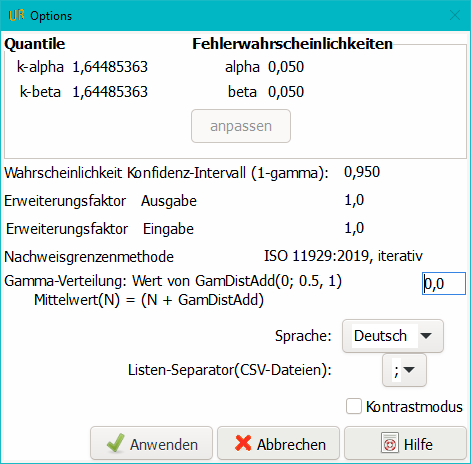 UR Options
Quantile Fehlerwahrscheinlichkeiten
k-alpha 1,64485363 alpha 0,050
k-beta 1,64485363 beta 0,050
anpassen
Wahrscheinlichkeit Konfidenz-Intervall (1-gamma): 0,950
Erweiterungsfaktor Ausgabe 1,0
Erweiterungsfaktor Eingabe 1,0
Nachweisgrenzenmethode ISO 11929:2019, iterativ
Gamma-Verteilung: Wert von GamDistAdd(0; 0.5, 1) 0,0
Mittelwert(N) = (N + GamDistAdd)
Sprache: Deutsch
Listen-Separator(CSV-Dateien): ;
Kontrastmodus
Anwenden Abbrechen Hilfe